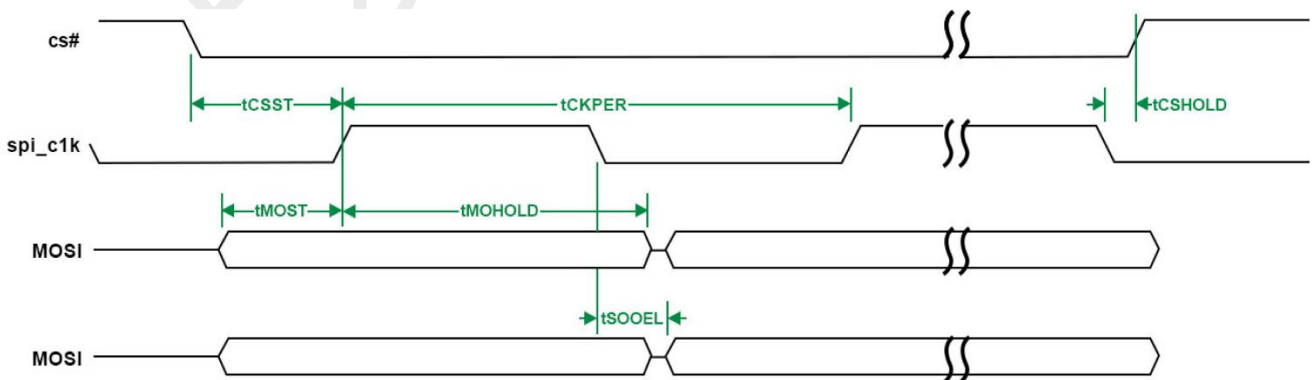 cs#
tCSST tCKPER tCSHOLD
spi_c1k
tMOST tMOHOLD
MOSI
tSOOEL
MOSI